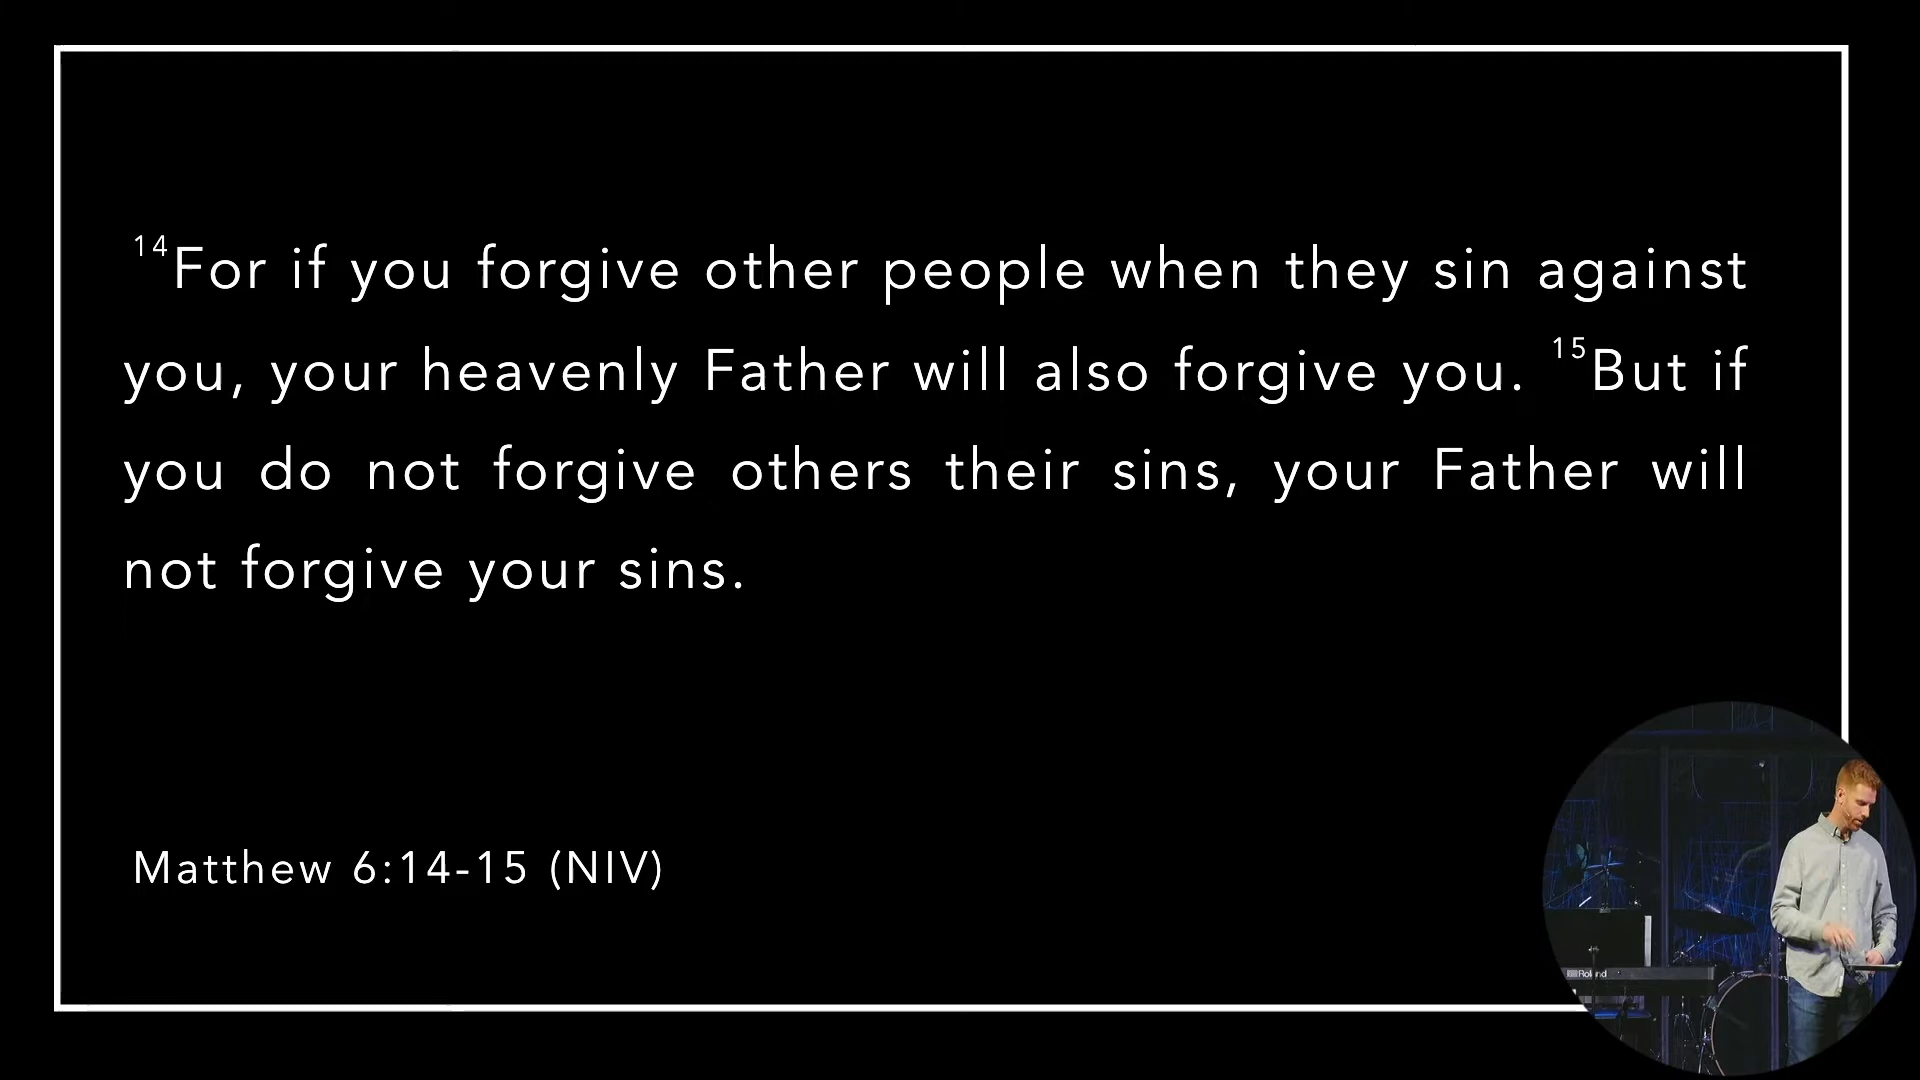 14For if you forgive other people when they sin against
you, your heavenly Father will also forgive you. 15But if
you do not forgive others their sins, your Father will
not forgive your sins.
Matthew 6:14-15 (NIV)
Roland